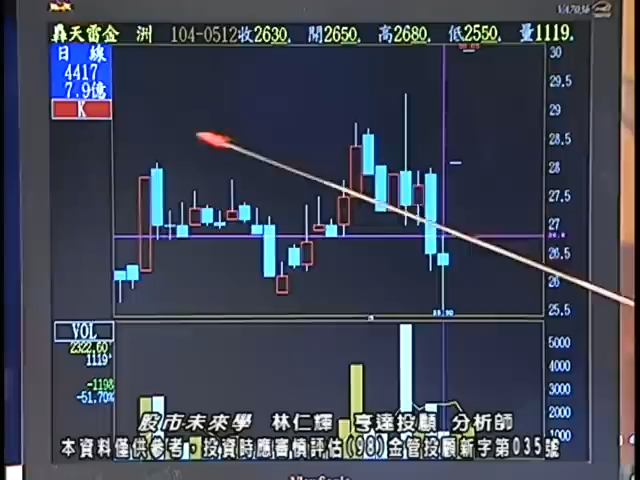 轟天雷金 洲 104-0512收2630. 開2650. 高2680. 低2550. 量1119.
日線
4417
7.9億
K
30
29.5
29
28.5
28
27.5
27
26.5
26
25.5
VOL
2322.60
1119
-1198
-51.70%
5000
4000
3000
2000
1000
股市未來學 林仁輝 亨達投顧 分析師
本資料僅供參考，投資時應審慎評估(98)金管投顧新字第035號